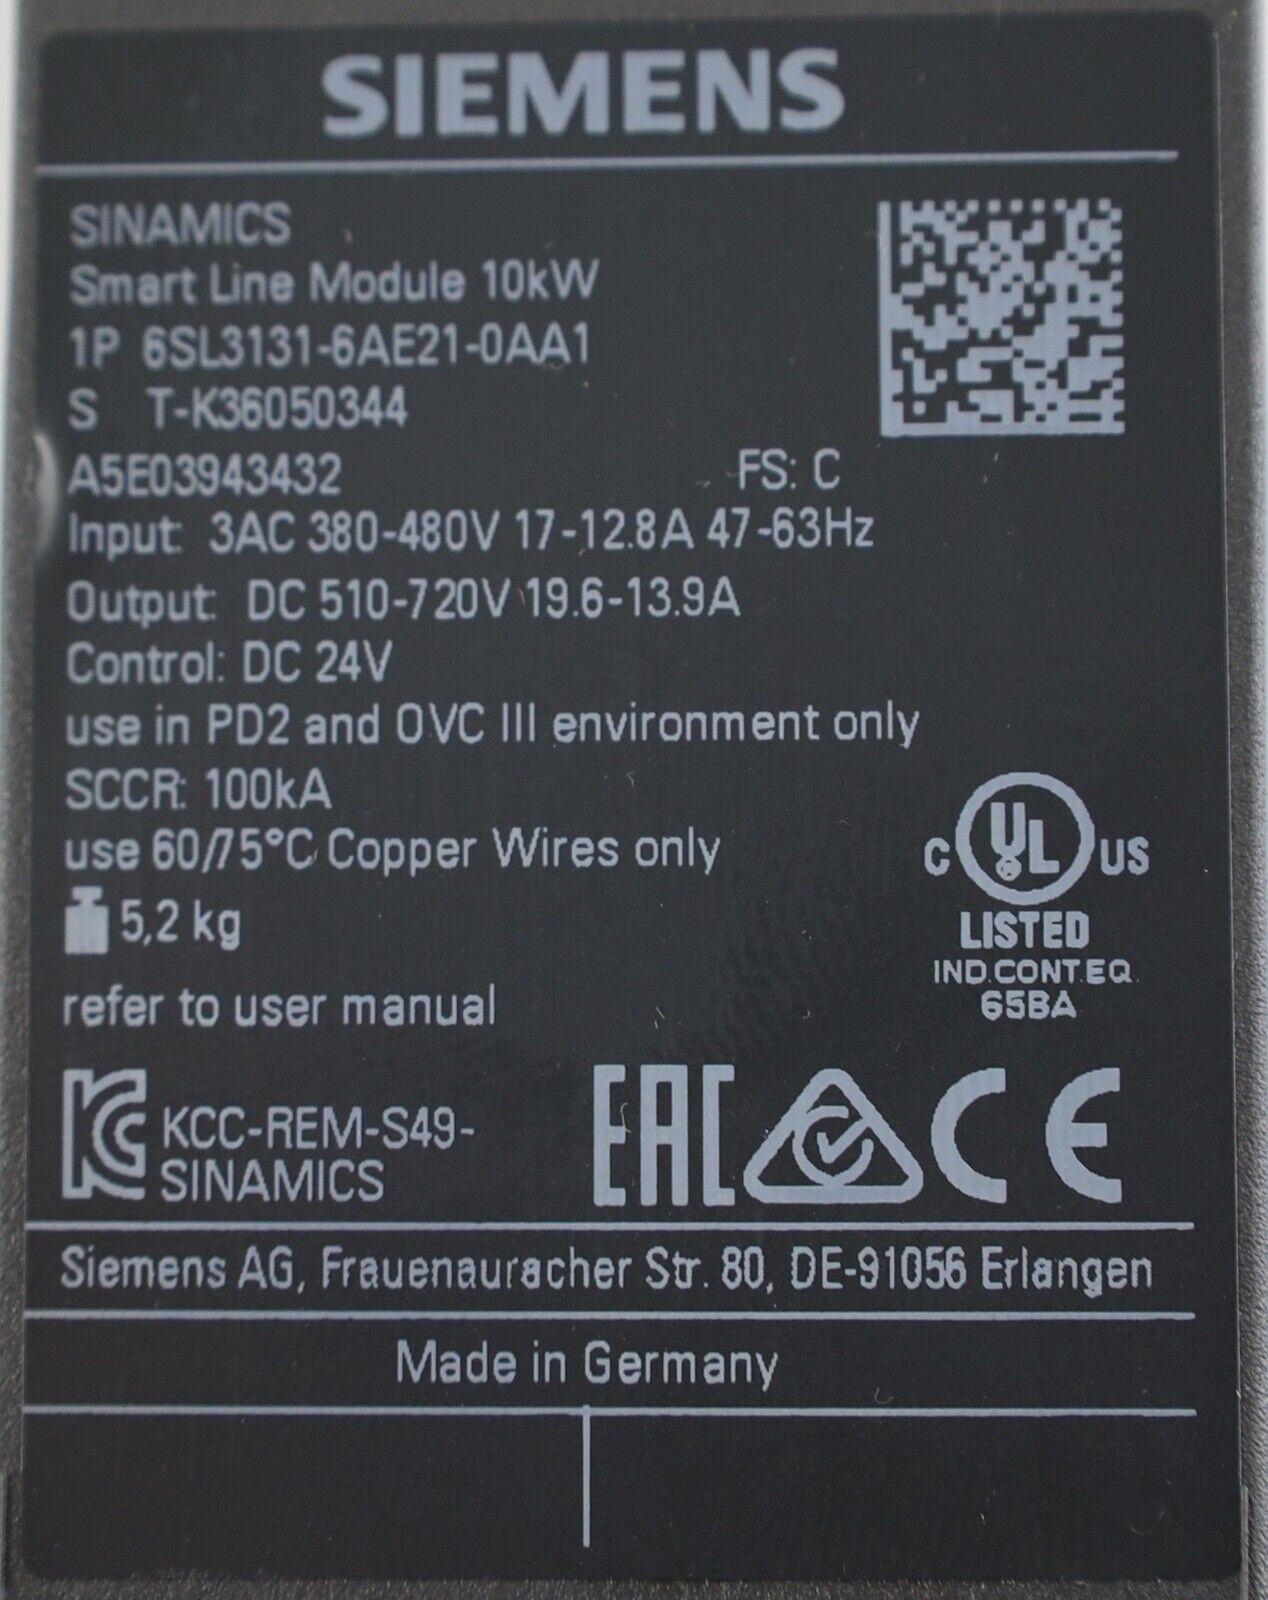 SIEMENS
SINAMICS
Smart Line Module 10kW
1P 6SL3131-6AE21-0AA1
S T-K36050344
A5E03943432 FS: C
Input: 3AC 380-480V 17-12.8A 47-63Hz
Output: DC 510-720V 19.6-13.9A
Control: DC 24V
use in PD2 and OVC III environment only
SCCR: 100kA
use 60/75°C Copper Wires only
C UL US
LISTED
IND.CONT.EQ.
65BA
5,2 kg
refer to user manual
KC KCC-REM-S49-
SINAMICS
EAC CE
Siemens AG, Frauenauracher Str. 80, DE-91056 Erlangen
Made in Germany